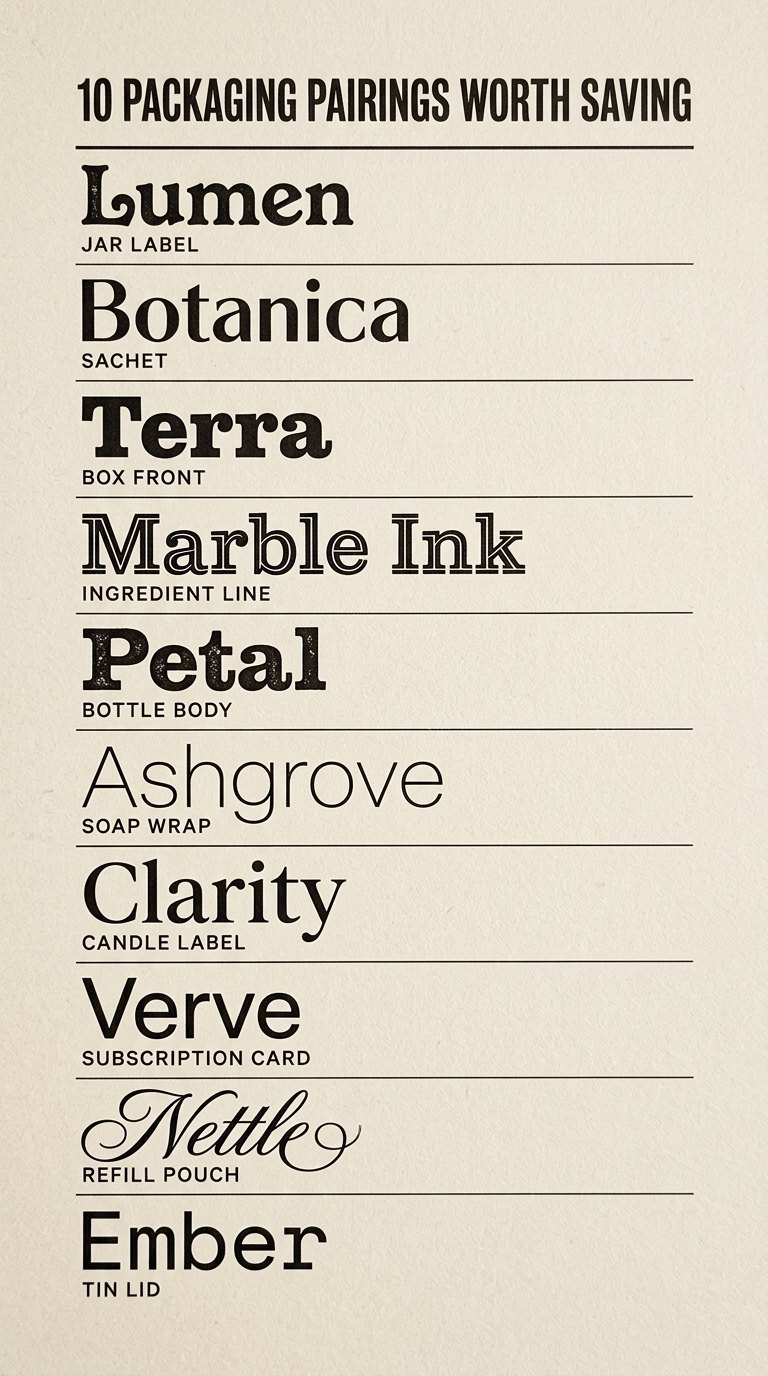 10 PACKAGING PAIRINGS WORTH SAVING
Lumen
JAR LABEL
Botanica
SACHET
Terra
BOX FRONT
Marble Ink
INGREDIENT LINE
Petal
BOTTLE BODY
Ashgrove
SOAP WRAP
Clarity
CANDLE LABEL
Verve
SUBSCRIPTION CARD
Nettle
REFILL POUCH
Ember
TIN LID